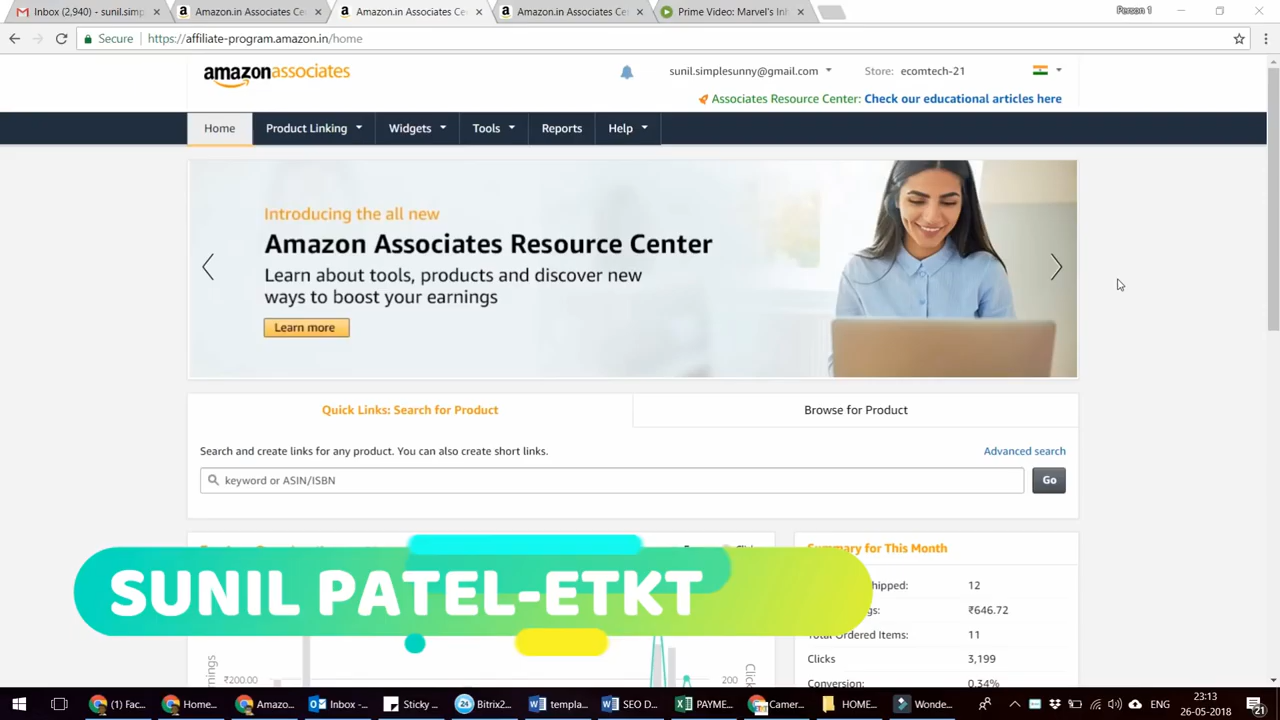 Inbox (2,940) - sunil.simp
Amazon.in Associates Ce
Amazon.in Associates Cen
Amazon.in Associates Ce
Prime Video: Marvel's Inh
Person 1
Secure
https://affiliate-program.amazon.in/home
amazonassociates
sunil.simplesunny@gmail.com
Store: ecomtech-21
Associates Resource Center: Check our educational articles here
Home
Product Linking
Widgets
Tools
Reports
Help
Introducing the all new
Amazon Associates Resource Center
Learn about tools, products and discover new
ways to boost your earnings
Learn more
Quick Links: Search for Product
Browse for Product
Search and create links for any product. You can also create short links.
Advanced search
keyword or ASIN/ISBN
Go
Summary for This Month
SUNIL PATEL-ETKT
hipped: 12
gs: ₹646.72
Total Ordered Items: 11
Clicks 3,199
Conversion: 0.34%
rnings
₹200.00
200
Click
(1) Fac...
Home...
Amazo...
Inbox -...
Sticky ...
24
Bitrix2...
templa...
SEO D...
PAYME...
Camer...
HOME...
Wonde...
ENG
23:13
26-05-2018
21